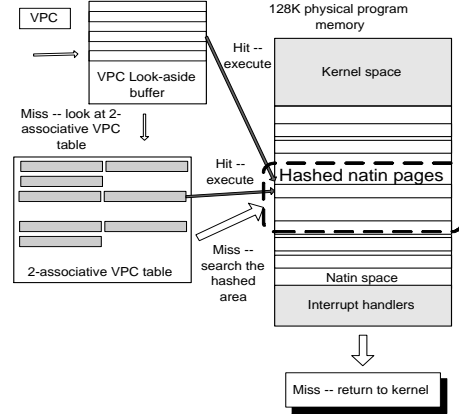 VPC
VPC Look-aside
buffer
Miss -- look at 2-
associative VPC
table
2-associative VPC table
Hit --
execute
Hit --
execute
Miss --
search the
hashed
area
128K physical program
memory
Kernel space
Hashed natin pages
Natin space
Interrupt handlers
Miss -- return to kernel